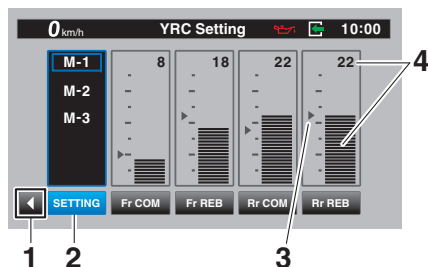 0 km/h YRC Setting 10:00
M-1 8 18 22 22
M-2
M-3
4
SETTING Fr COM Fr REB Rr COM Rr REB
1 2 3